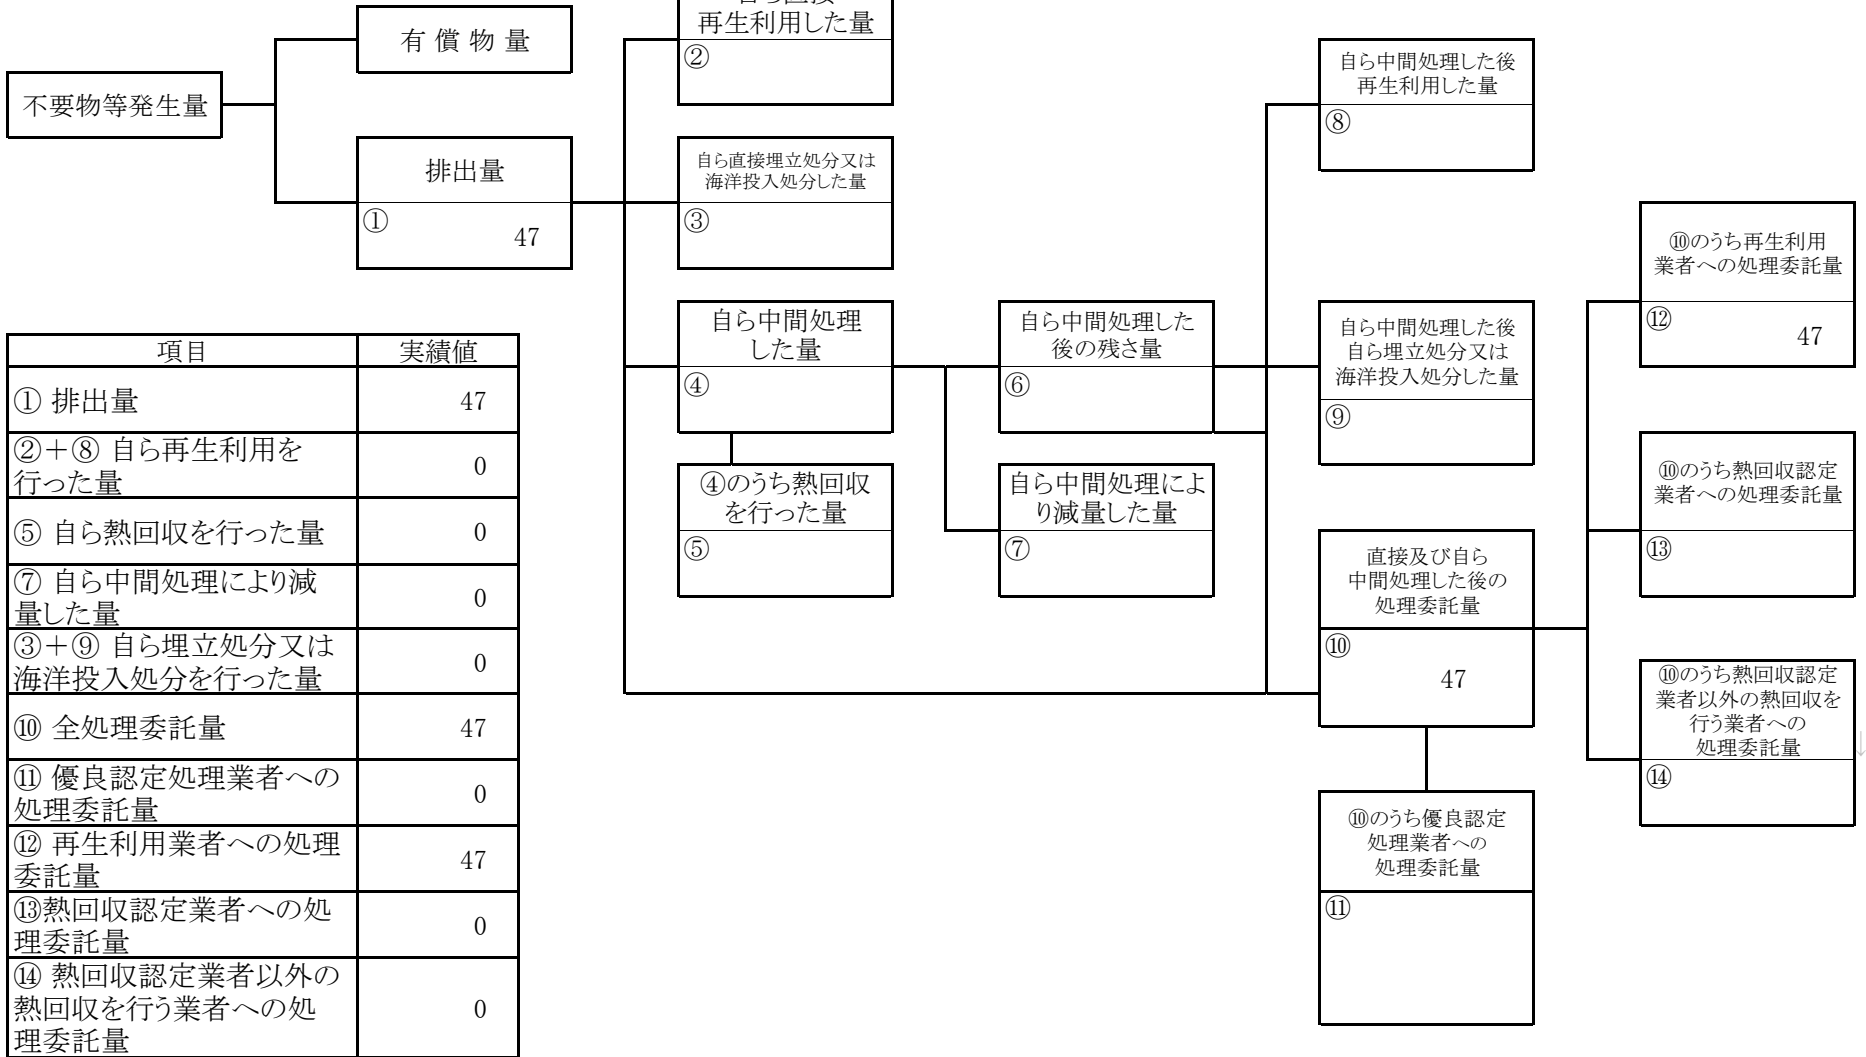 再生利用した量
②
有償物量
不要物等発生量
排出量
①
47
自ら直接埋立処分又は
海洋投入処分した量
③
自ら中間処理した後
再生利用した量
⑧
自ら中間処理
した量
④
自ら中間処理した
後の残さ量
⑥
自ら中間処理した後
自ら埋立処分又は
海洋投入処分した量
⑨
⑩のうち再生利用
業者への処理委託量
⑫
47
④のうち熱回収
を行った量
⑤
自ら中間処理によ
り減量した量
⑦
直接及び自ら
中間処理した後の
処理委託量
⑩
47
⑩のうち熱回収認定
業者への処理委託量
⑬
⑩のうち熱回収認定
業者以外の熱回収を
行う業者への
処理委託量
⑭
↓
⑩のうち優良認定
処理業者への
処理委託量
⑪
項目 実績値
① 排出量 47
②+⑧ 自ら再生利用を
行った量 0
⑤ 自ら熱回収を行った量 0
⑦ 自ら中間処理により減
量した量 0
③+⑨ 自ら埋立処分又は
海洋投入処分を行った量 0
⑩ 全処理委託量 47
⑪ 優良認定処理業者への
処理委託量 0
⑫ 再生利用業者への処理
委託量 47
⑬熱回収認定業者への処
理委託量 0
⑭ 熱回収認定業者以外の
熱回収を行う業者への処
理委託量 0